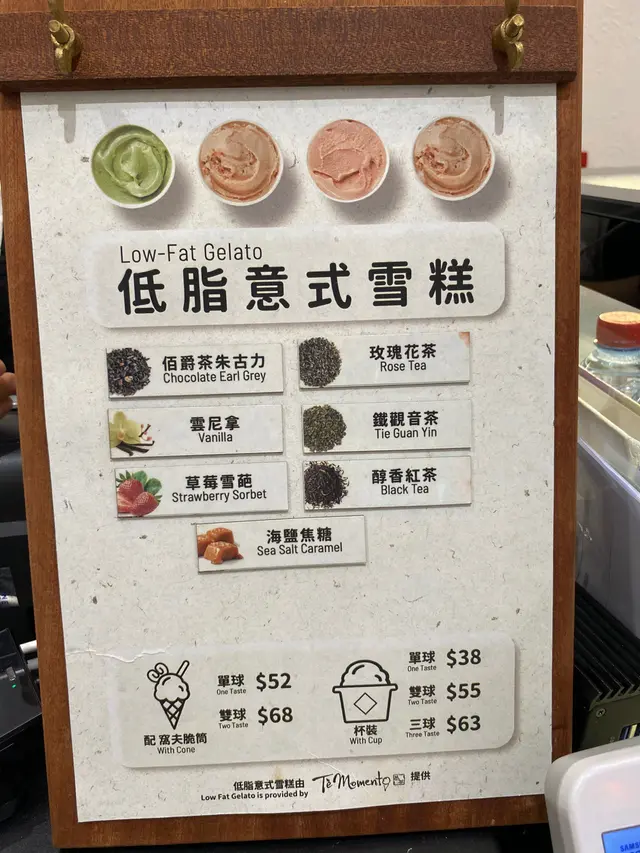 Low-Fat Gelato
低脂意式雪糕
佰爵茶朱古力
Chocolate Earl Grey
玫瑰花茶
Rose Tea
雲尼拿
Vanilla
鐵觀音茶
Tie Guan Yin
草莓雪葩
Strawberry Sorbet
醇香紅茶
Black Tea
海鹽焦糖
Sea Salt Caramel
單球 $52
One Taste
雙球 $68
Two Taste
配窩夫脆筒
With Cone
單球 $38
One Taste
雙球 $55
Two Taste
三球 $63
Three Taste
杯裝
With Cup
低脂意式雪糕由 Tè Momento 提供
Low Fat Gelato is provided by
SAMS